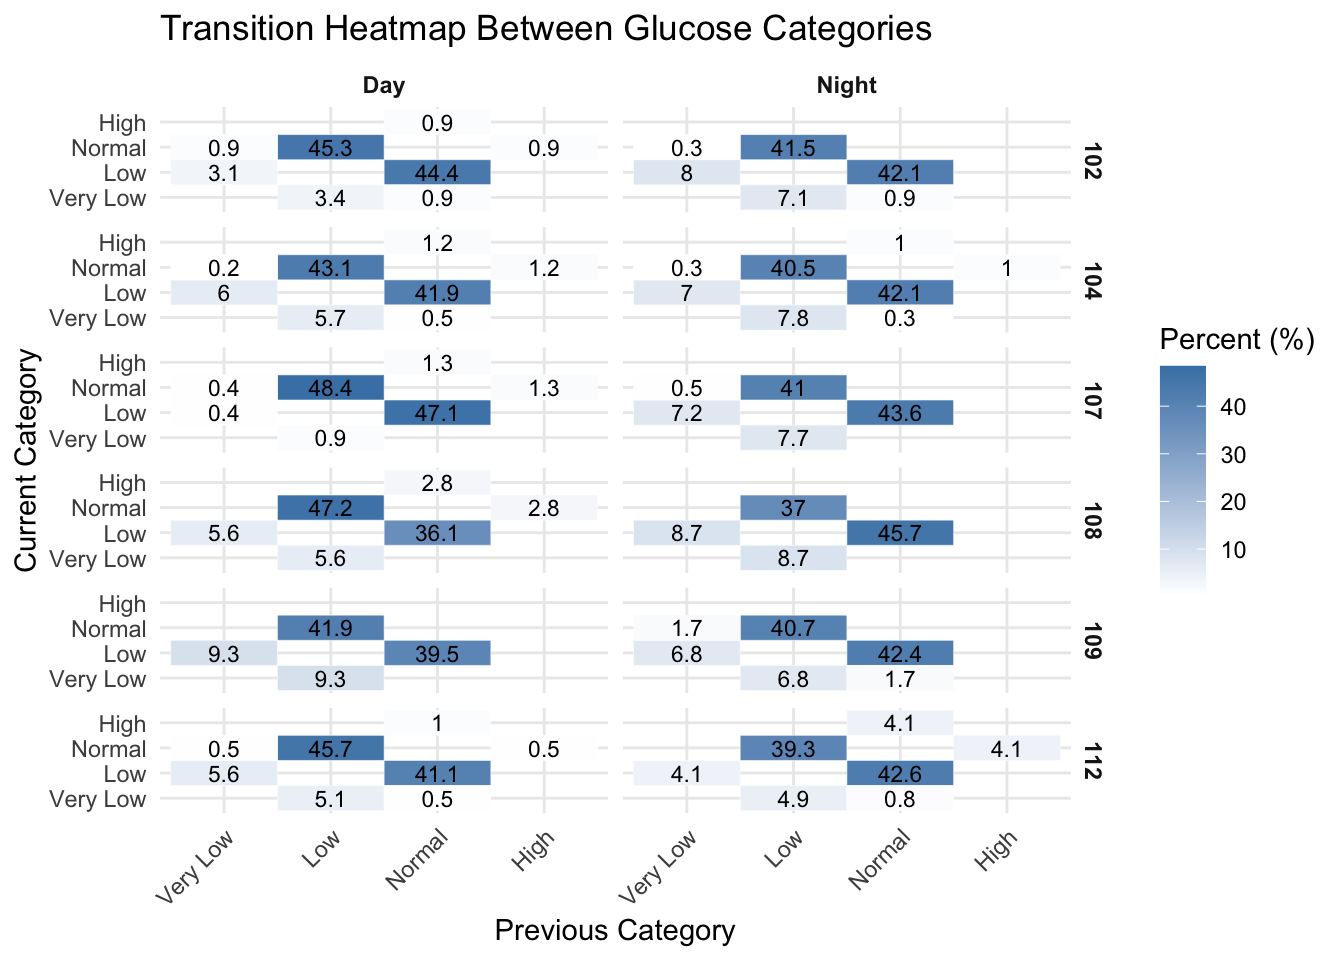 Transition Heatmap Between Glucose Categories
Day Night
High 0.9
Normal 0.9 45.3 0.9 0.3 41.5
Low 3.1 44.4 8 42.1
Very Low 3.4 0.9 7.1 0.9
102
High 1.2 1
Normal 0.2 43.1 1.2 0.3 40.5 1
Low 6 41.9 7 42.1
Very Low 5.7 0.5 7.8 0.3
104
High 1.3
Normal 0.4 48.4 1.3 0.5 41
Low 0.4 47.1 7.2 43.6
Very Low 0.9 7.7
107
High 2.8
Normal 47.2 2.8 37
Low 5.6 36.1 8.7 45.7
Very Low 5.6 8.7
108
High
Normal 41.9 1.7 40.7
Low 9.3 39.5 6.8 42.4
Very Low 9.3 6.8 1.7
109
High 1 4.1
Normal 0.5 45.7 0.5 39.3 4.1
Low 5.6 41.1 4.1 42.6
Very Low 5.1 0.5 4.9 0.8
112
Very Low Low Normal High Very Low Low Normal High
Previous Category
Current Category
Percent (%)
40
30
20
10